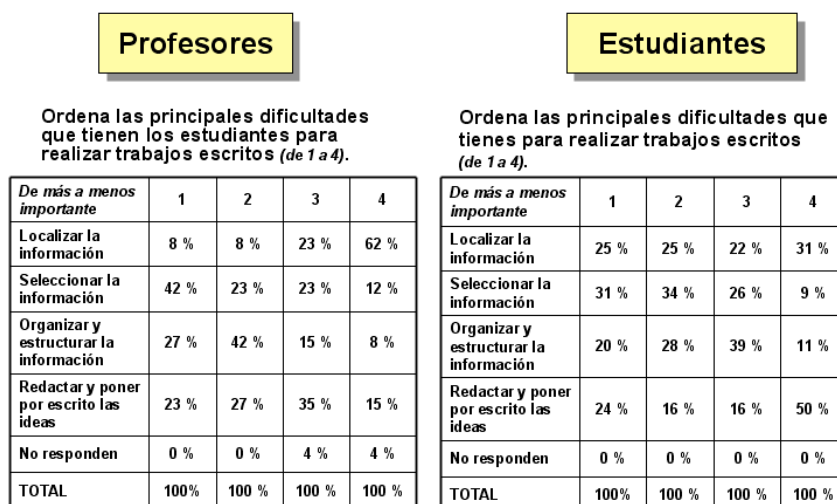 Profesores
Ordena las principales dificultades
que tienen los estudiantes para
realizar trabajos escritos (de 1 a 4).
De más a menos
importante 1 2 3 4
Localizar la
información 8 % 8 % 23 % 62 %
Seleccionar la
información 42 % 23 % 23 % 12 %
Organizar y
estructurar la
información 27 % 42 % 15 % 8 %
Redactar y poner
por escrito las
ideas 23 % 27 % 35 % 15 %
No responden 0 % 0 % 4 % 4 %
TOTAL 100% 100 % 100 % 100 %
Estudiantes
Ordena las principales dificultades que
tienes para realizar trabajos escritos
(de 1 a 4).
De más a menos
importante 1 2 3 4
Localizar la
información 25 % 25 % 22 % 31 %
Seleccionar la
información 31 % 34 % 26 % 9 %
Organizar y
estructurar la
información 20 % 28 % 39 % 11 %
Redactar y poner
por escrito las
ideas 24 % 16 % 16 % 50 %
No responden 0 % 0 % 0 % 0 %
TOTAL 100% 100 % 100 % 100 %